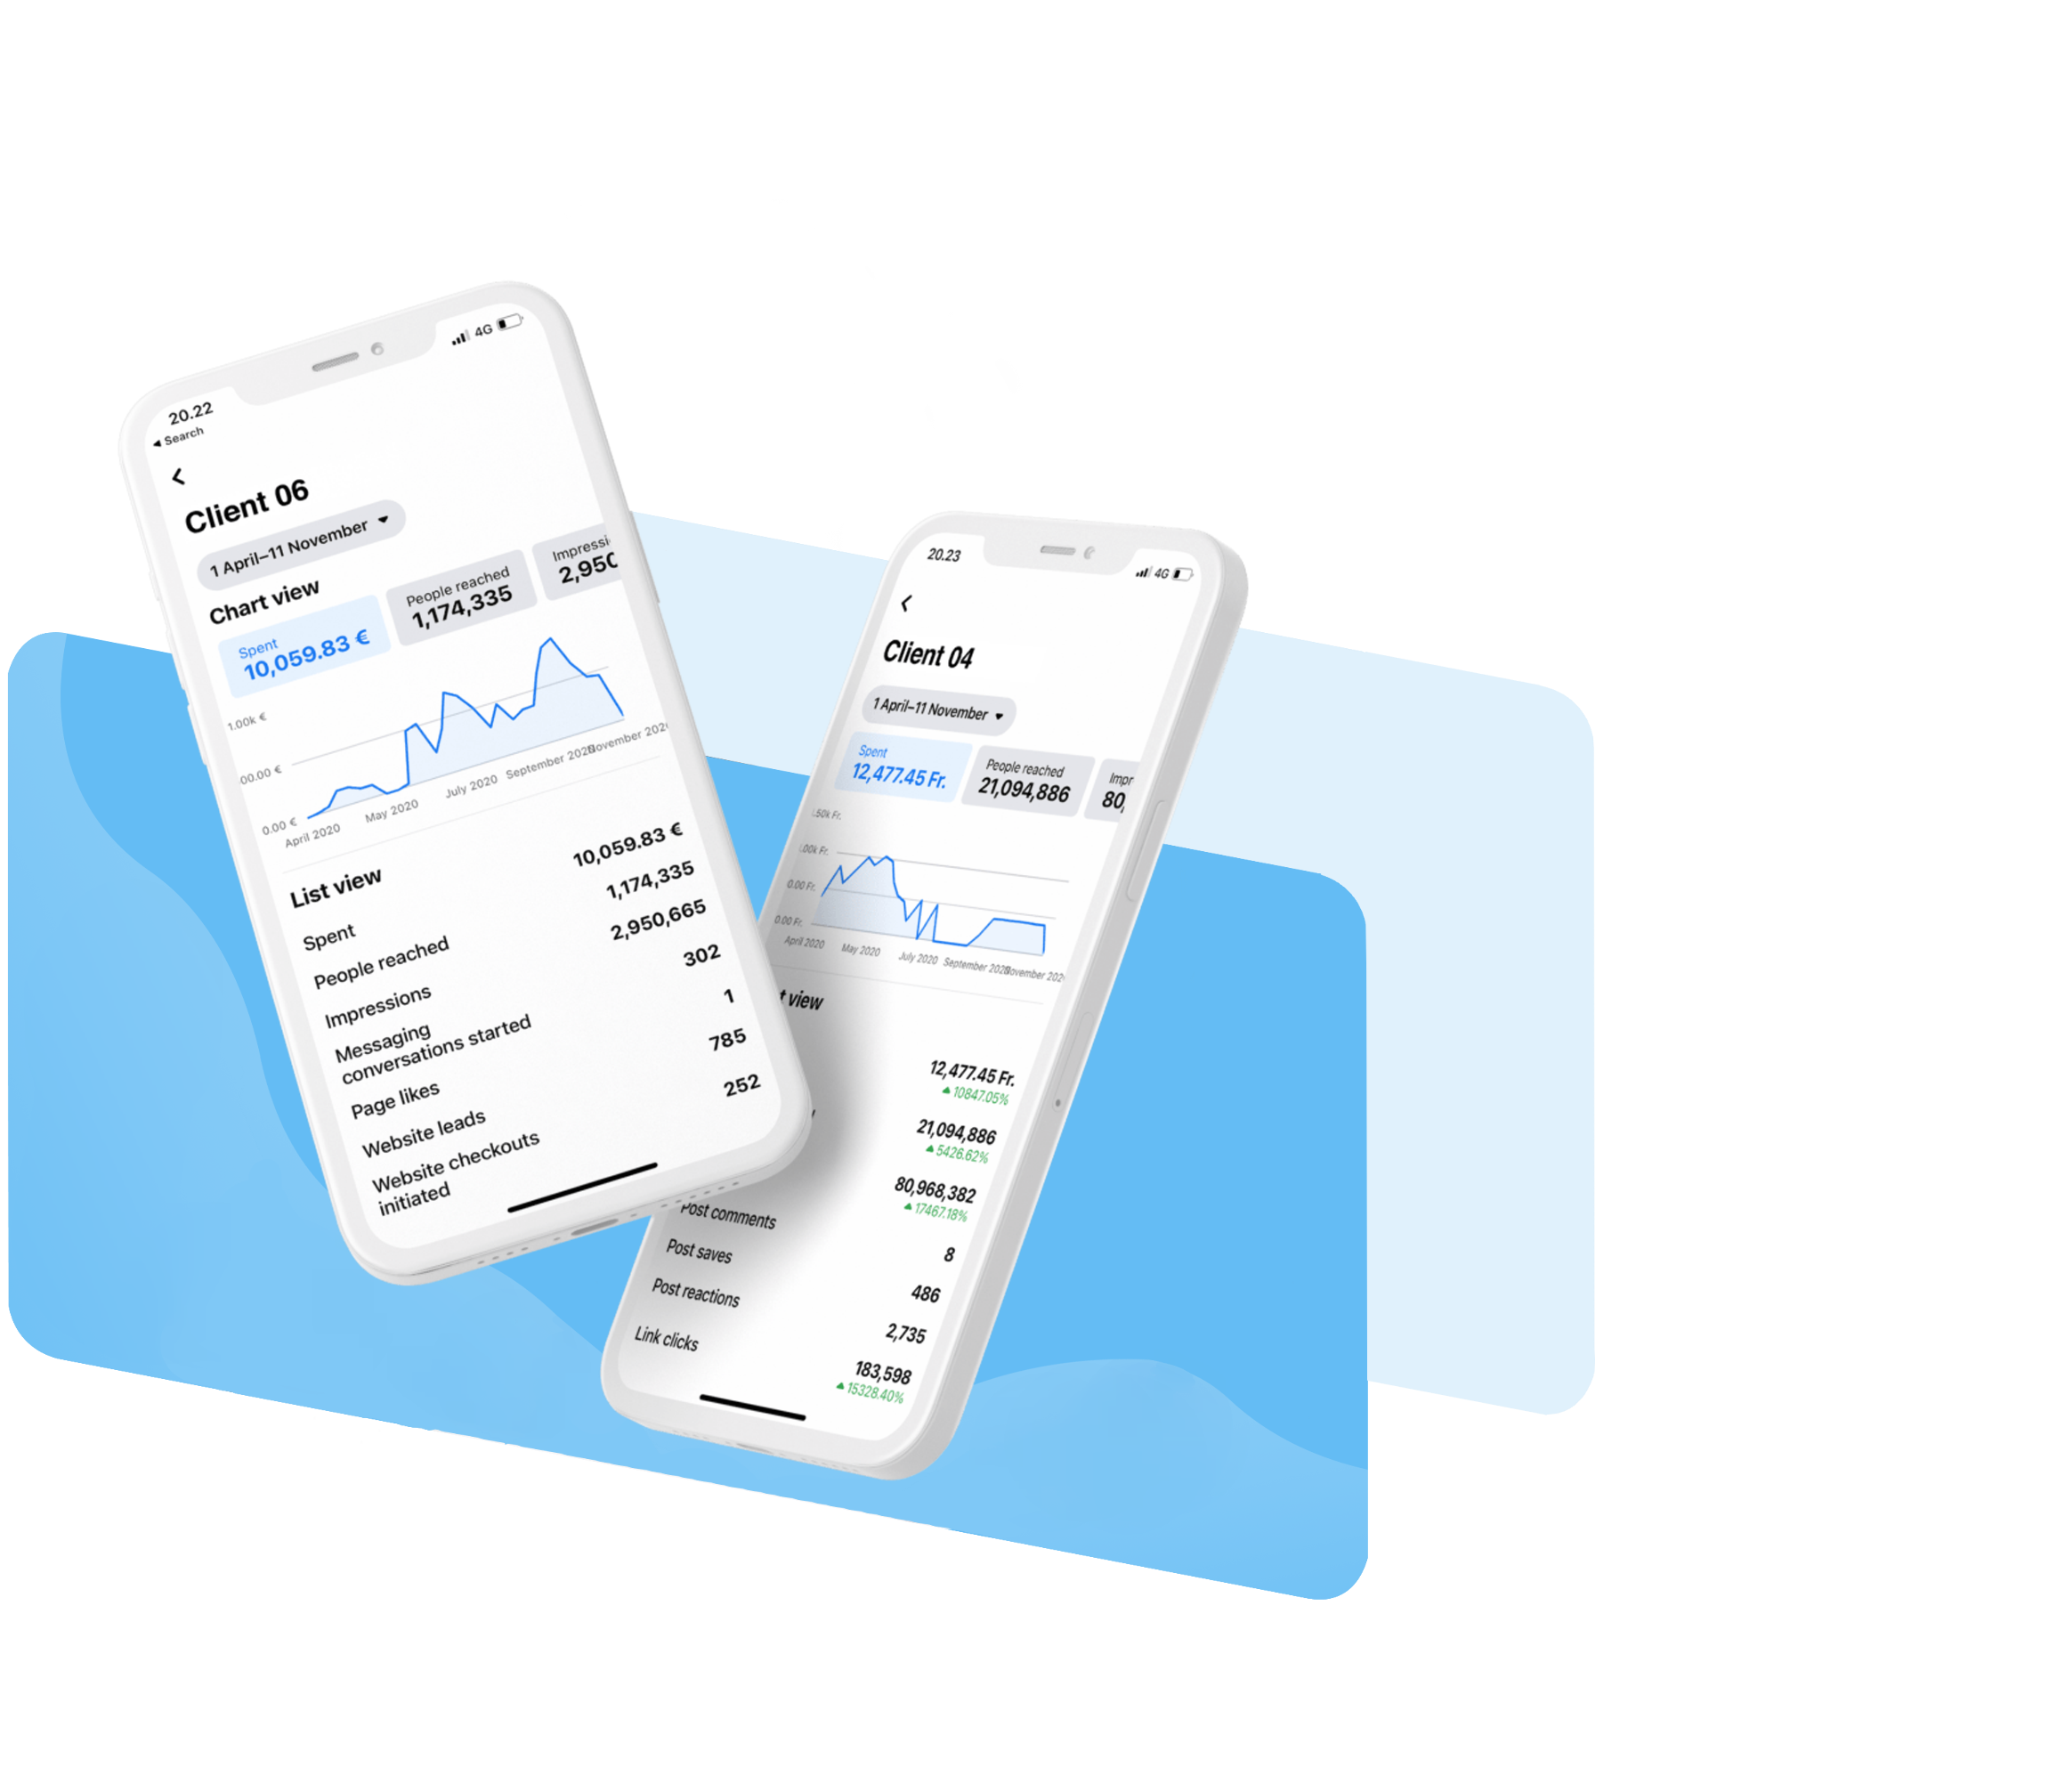 20.22
4G
Search
Client 06
1 April–11 November
Chart view
Spent
10,059.83 €
People reached
1,174,335
Impressi
2,950
1.00k €
00.00 €
0.00 €
April 2020
May 2020
July 2020
September 2020
November 202
List view
Spent
10,059.83 €
People reached
1,174,335
Impressions
2,950,665
Messaging
conversations started
302
Page likes
1
Website leads
785
Website checkouts
initiated
252
20.23
4G
Client 04
1 April–11 November
Spent
12,477.45 Fr.
People reached
21,094,886
Impr
80,
.50k Fr.
.00k Fr.
0.00 Fr.
0.00 Fr.
April 2020
May 2020
July 2020
September 2020
November 202
t view
12,477.45 Fr.
10847.05%
21,094,886
5426.62%
80,968,382
17467.18%
Post comments
8
Post saves
486
Post reactions
2,735
Link clicks
183,598
15328.40%